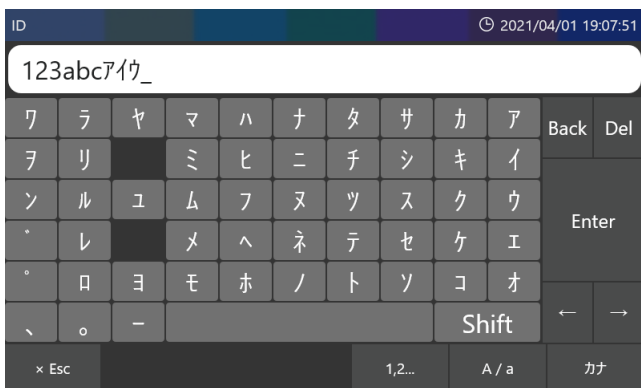 ID 2021/04/01 19:07:51
123abcｱｲｳ_
ワ ラ ヤ マ ハ ナ タ サ カ ア Back Del
ヲ リ ミ ヒ ニ チ シ キ イ
ン ル ユ ム フ ヌ ツ ス ク ウ Enter
゛ レ メ ヘ ネ テ セ ケ エ
゜ ロ ヨ モ ホ ノ ト ソ コ オ
、 。 ー Shift ← →
× Esc 1,2... A / a カナ